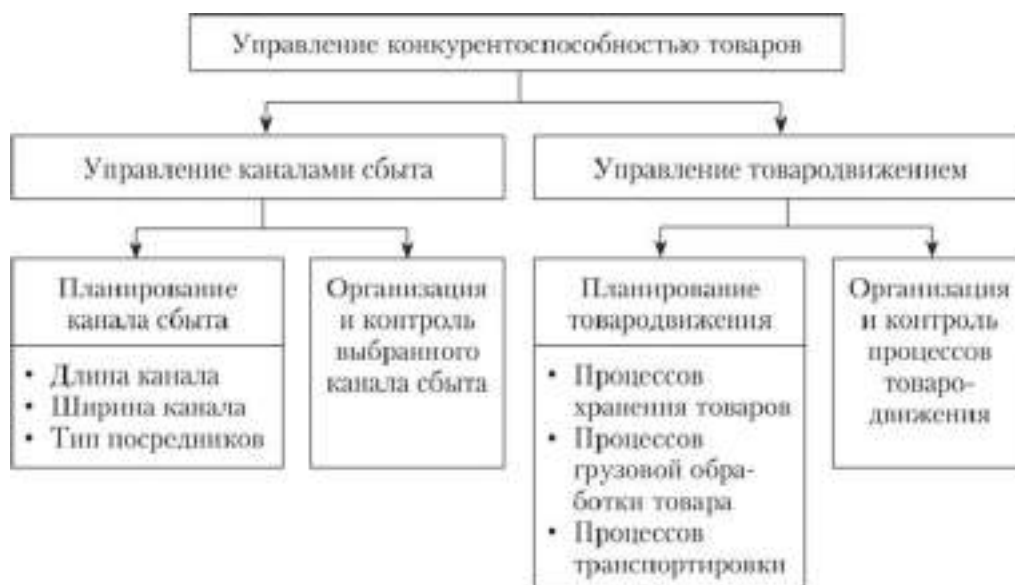 Управление конкурентоспособностью товаров
Управление каналами сбыта
Управление товародвижением
Планирование
канала сбыта
• Длина канала
• Ширина канала
• Тип посредников
Организация
и контроль
выбранного
канала сбыта
Планирование
товародвижения
• Процессов
хранения товаров
• Процессов
грузовой обра-
ботки товара
• Процессов
транспортировки
Организация
и контроль
процессов
товаро-
движения